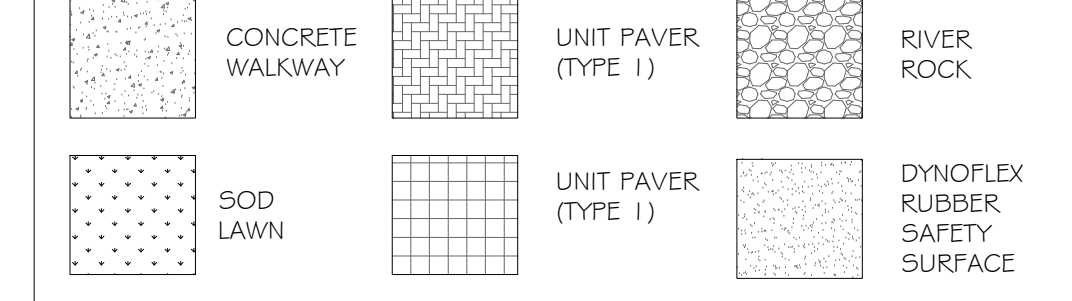 CONCRETE
WALKWAY
UNIT PAVER
(TYPE 1)
RIVER
ROCK
SOD
LAWN
UNIT PAVER
(TYPE 1)
DYNOFLEX
RUBBER
SAFETY
SURFACE